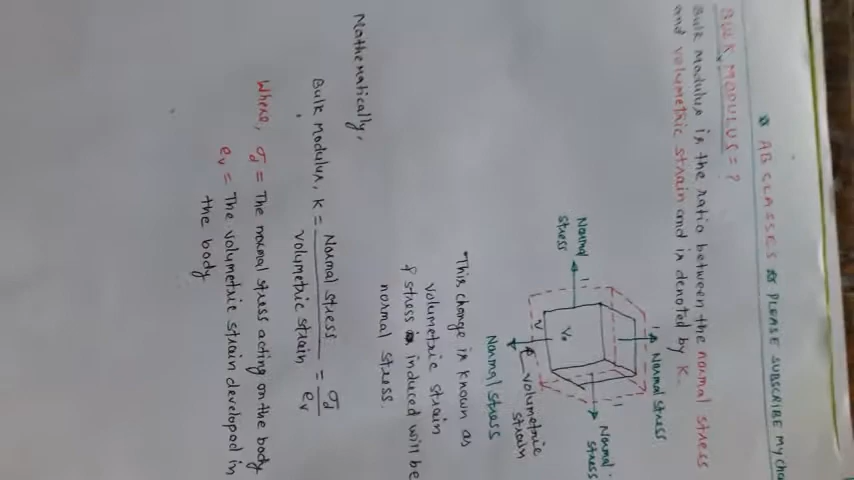 AB CLASSES PLEASE SUBSCRIBE My cha
BULK MODULUS = ?
Bulk modulus is the ratio between the normal stress
and volumetric strain and is denoted by K.
Normal stress
Normal stress.
V₀
V
Normal stress
volumetric strain
Normal stress
*This change is known as
volumetric strain
& stress induced will be
normal stress.
Mathematically,
Bulk modulus, K = Normal stress / volumetric strain = σd / ev
Where, σd = The normal stress acting on the body
ev = The volumetric strain developed in
the body